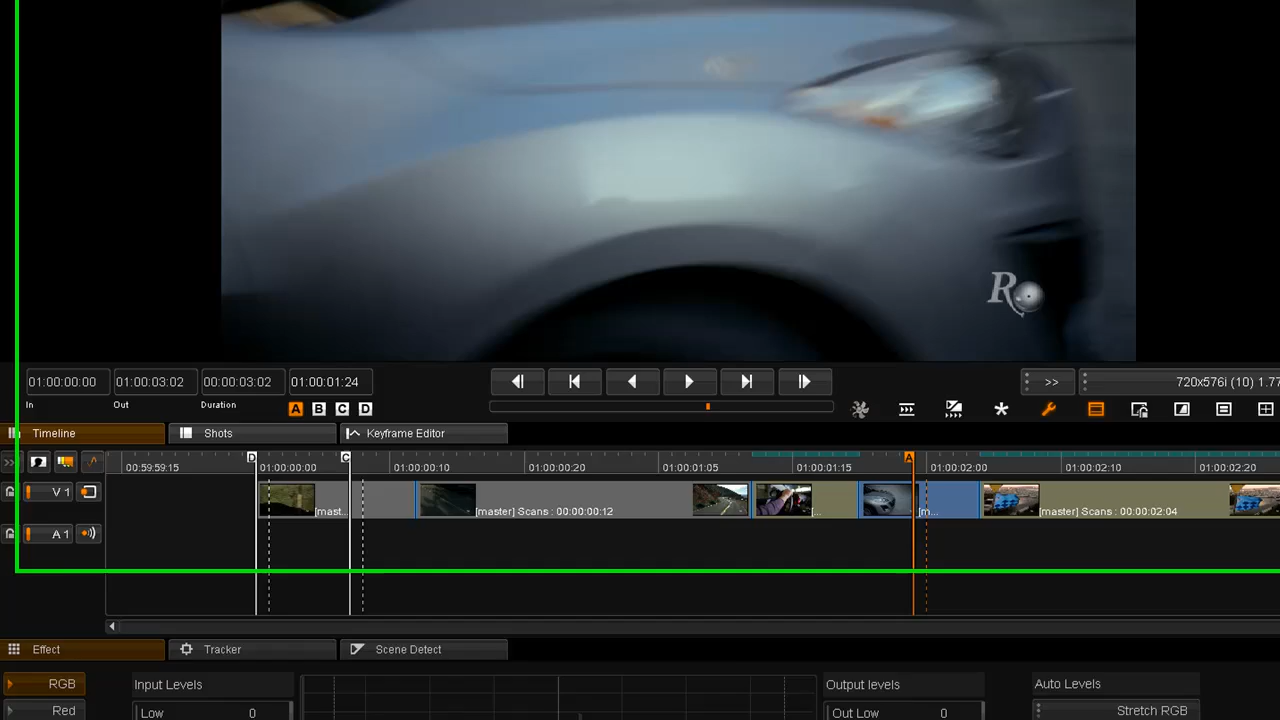 R
01:00:00:00 01:00:03:02 00:00:03:02 01:00:01:24
In Out Duration A B C D
>> 720x576i (10) 1.77
Timeline Shots Keyframe Editor
D C A
>> 00:59:59:15 01:00:00:00 01:00:00:10 01:00:00:20 01:00:01:05 01:00:01:15 01:00:02:00 01:00:02:10 01:00:02:20
V 1 [mast... [master] Scans : 00:00:00:12 ... [m... [master] Scans : 00:00:02:04
A 1
Effect Tracker Scene Detect
RGB Input Levels Output levels Auto Levels
Red Low 0 Out Low 0 Stretch RGB